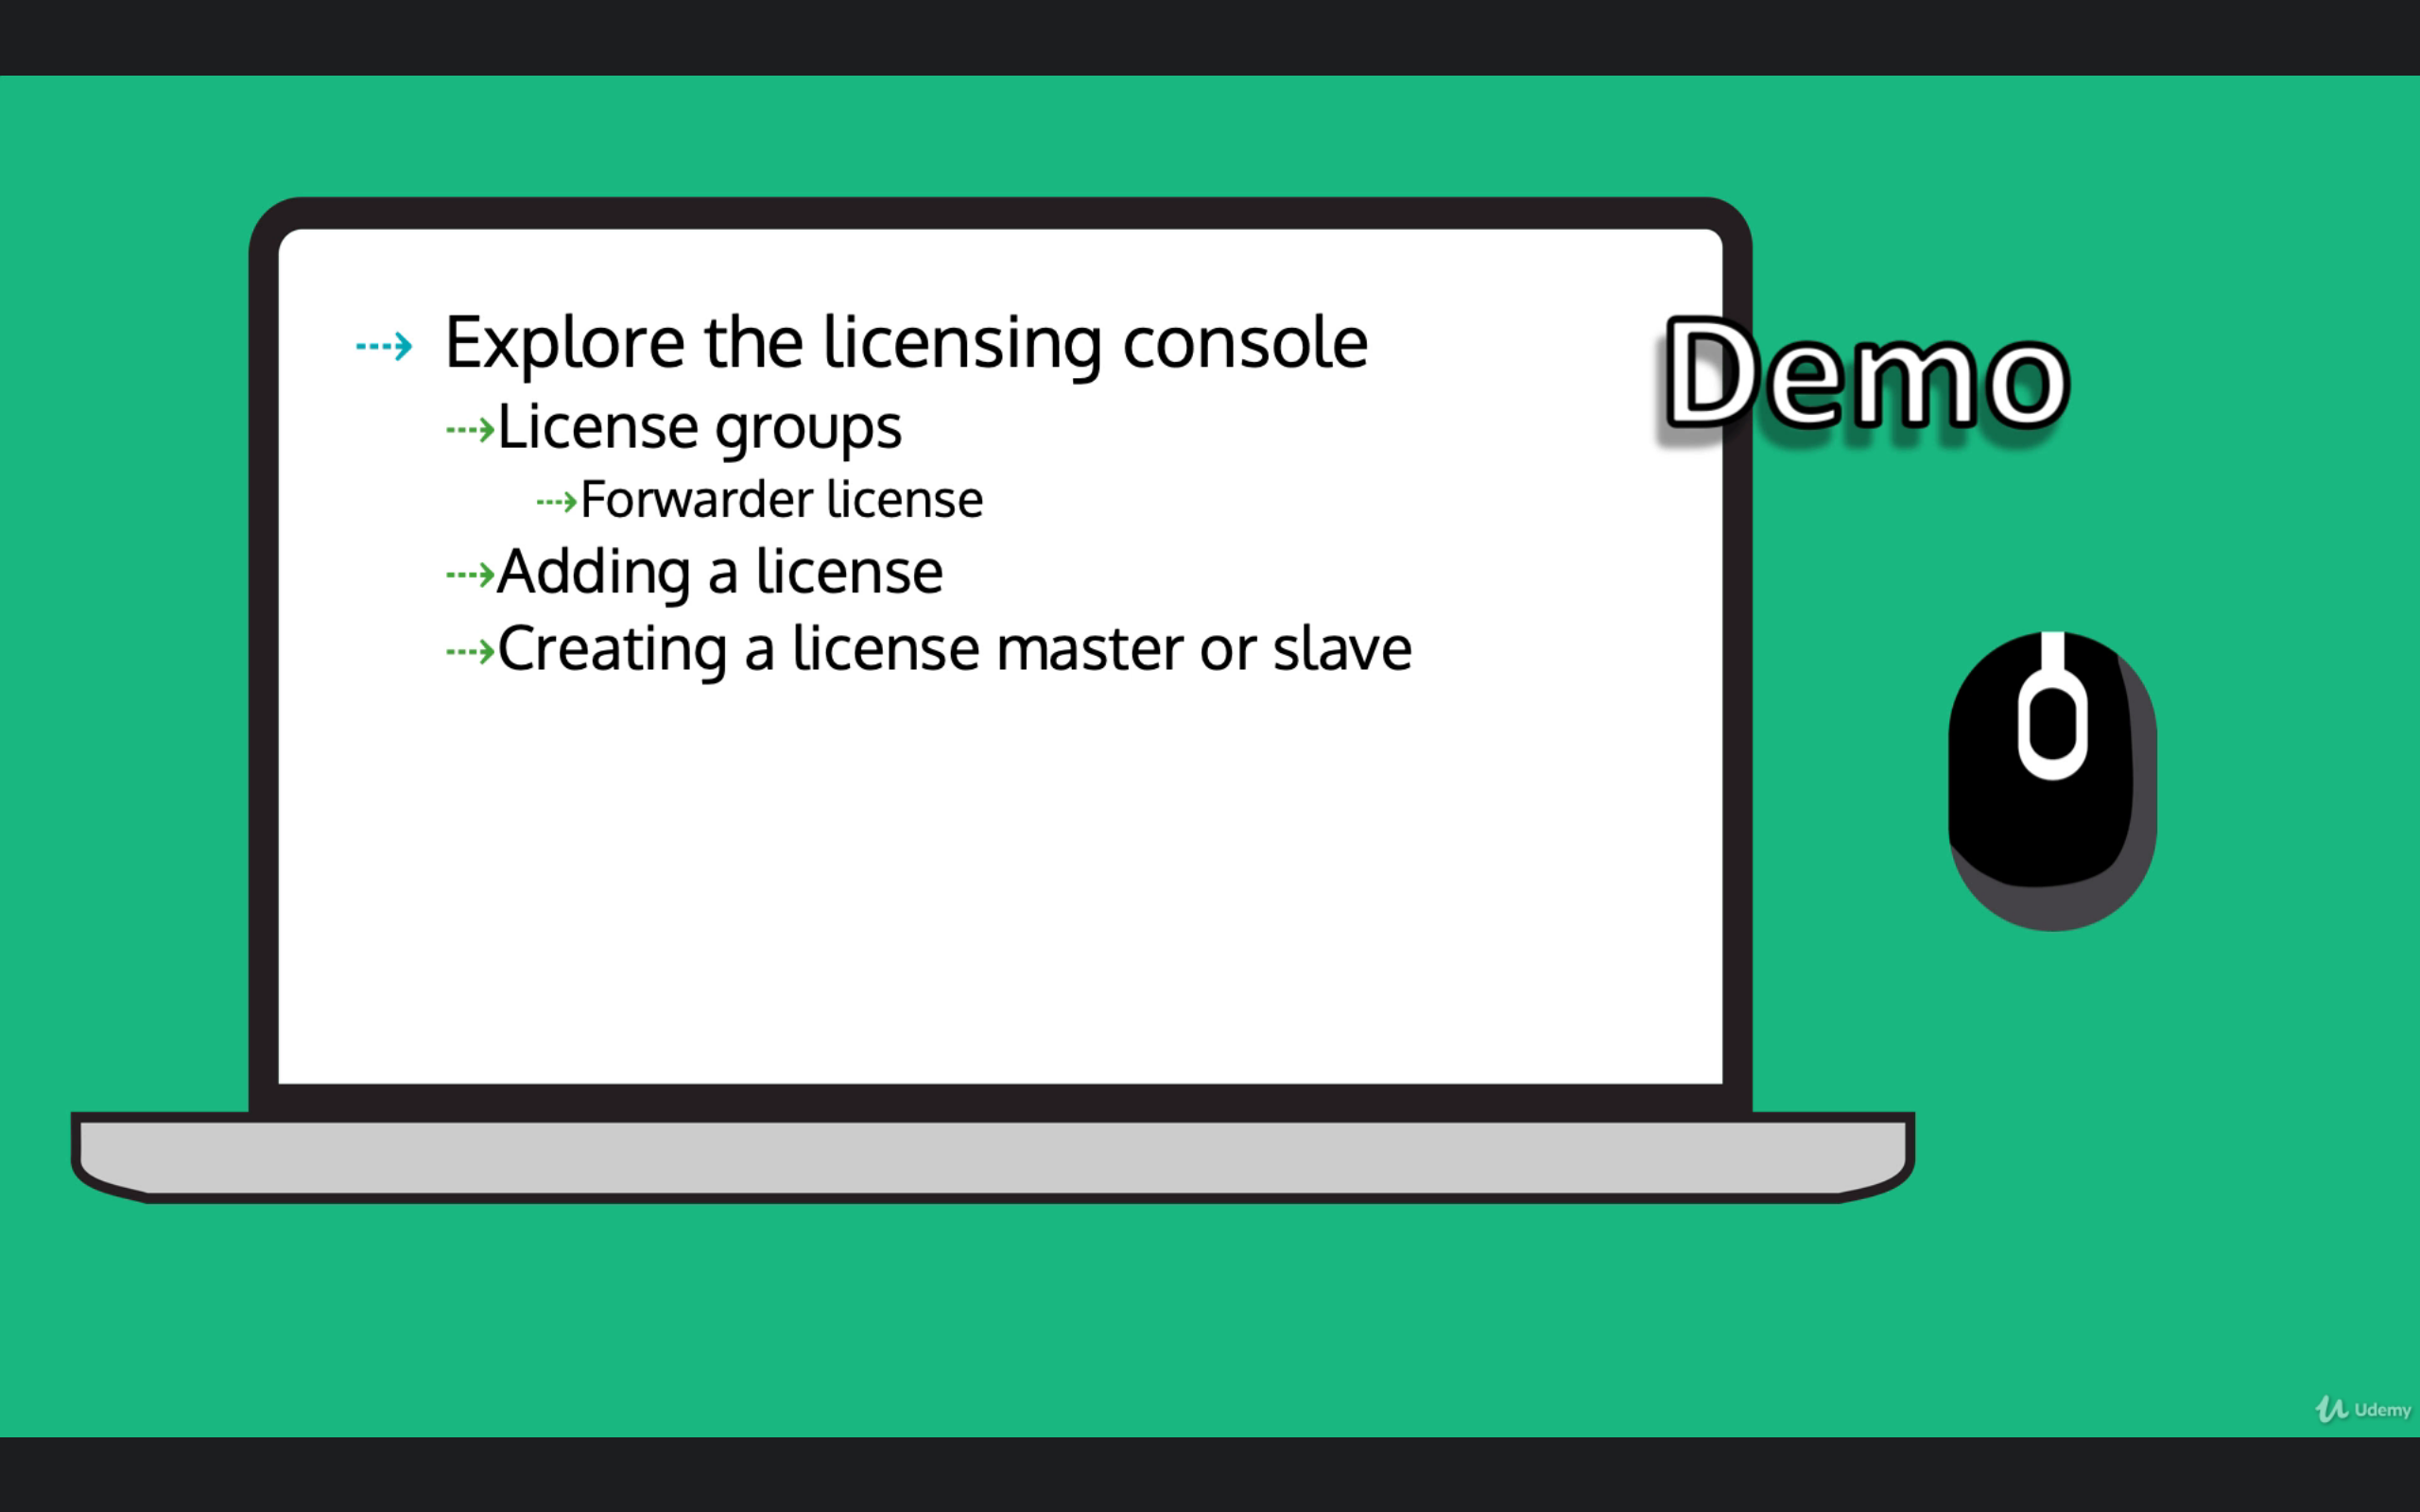 Explore the licensing console
Demo
License groups
Forwarder license
Adding a license
Creating a license master or slave
Udemy